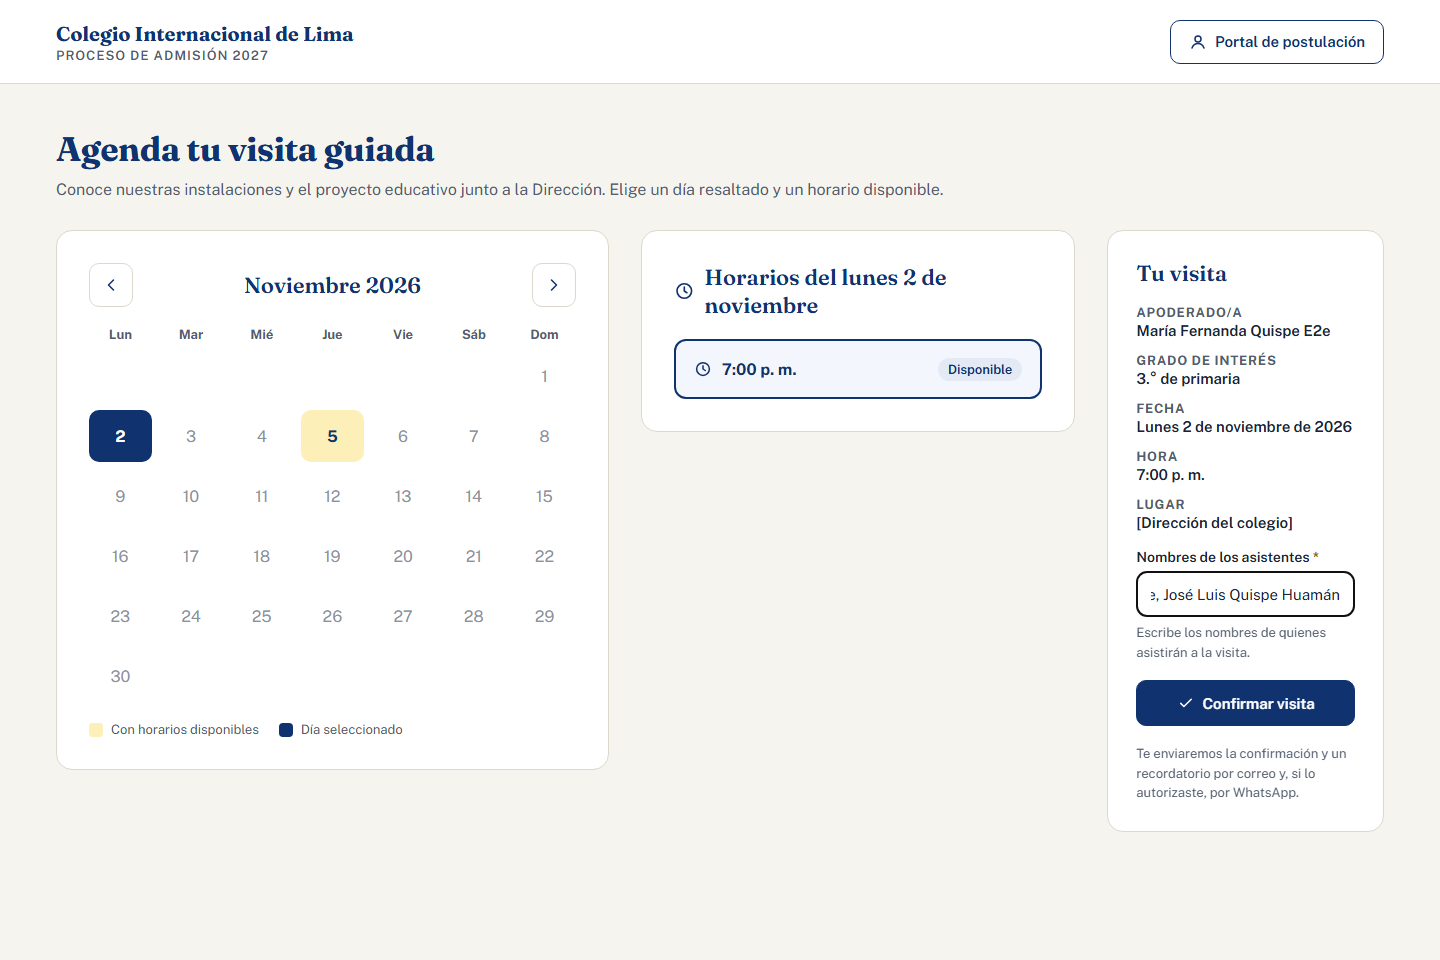 Colegio Internacional de Lima
PROCESO DE ADMISIÓN 2027
Portal de postulación
Agenda tu visita guiada
Conoce nuestras instalaciones y el proyecto educativo junto a la Dirección. Elige un día resaltado y un horario disponible.
Noviembre 2026
Lun Mar Mié Jue Vie Sáb Dom
1
2 3 4 5 6 7 8
9 10 11 12 13 14 15
16 17 18 19 20 21 22
23 24 25 26 27 28 29
30
Con horarios disponibles
Día seleccionado
Horarios del lunes 2 de
noviembre
7:00 p. m.
Disponible
Tu visita
APODERADO/A
María Fernanda Quispe E2e
GRADO DE INTERÉS
3.° de primaria
FECHA
Lunes 2 de noviembre de 2026
HORA
7:00 p. m.
LUGAR
[Dirección del colegio]
Nombres de los asistentes *
e, José Luis Quispe Huamán
Escribe los nombres de quienes
asistirán a la visita.
Confirmar visita
Te enviaremos la confirmación y un
recordatorio por correo y, si lo
autorizaste, por WhatsApp.